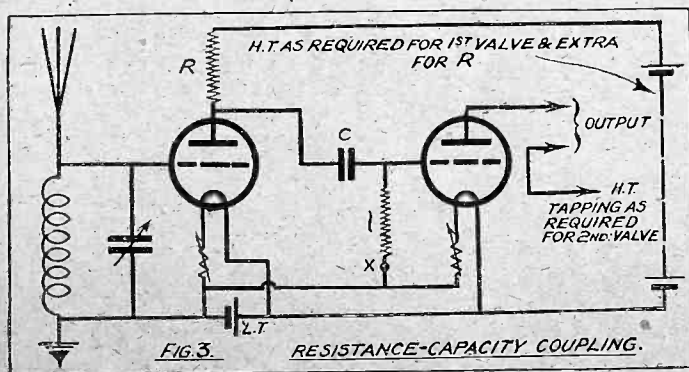 H.T. AS REQUIRED FOR 1ST VALVE & EXTRA
FOR R
R
C
OUTPUT
H.T.
TAPPING AS
REQUIRED
FOR 2ND: VALVE
X
L.T.
FIG. 3.
RESISTANCE-CAPACITY COUPLING.